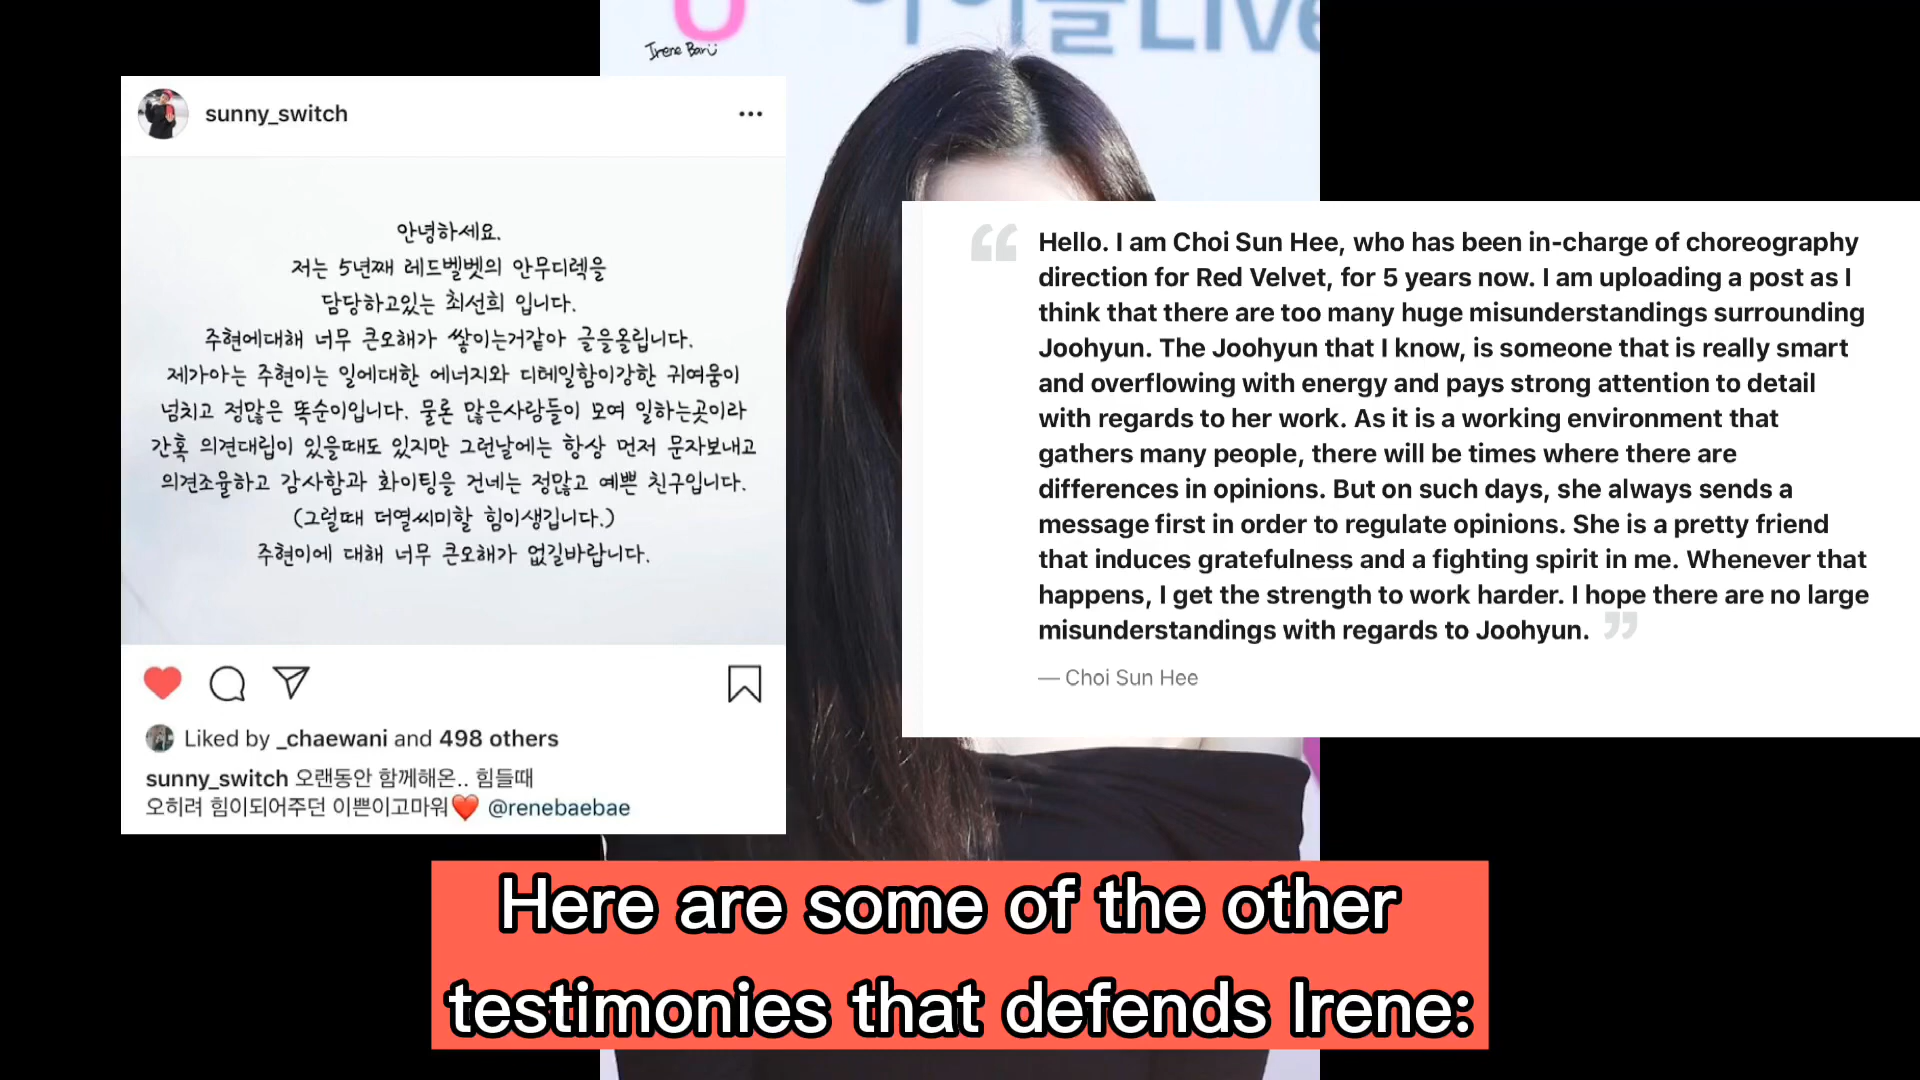 아이돌Live
Irene Bar
sunny_switch
안녕하세요.
저는 5년째 레드벨벳의 안무디렉을
담당하고있는 최선희 입니다.
주현에대해 너무 큰오해가 쌓이는거같아 글을올립니다.
제가아는 주현이는 일에대한 에너지와 디테일함이강한 귀여움이
넘치고 정많은 똑순이입니다. 물론 많은사람들이 모여 일하는곳이라
간혹 의견대립이 있을때도 있지만 그런날에는 항상 먼저 문자보내고
의견조율하고 감사함과 화이팅을 건네는 정많고 예쁜 친구입니다.
(그럴때 더열씨미할 힘이생깁니다.)
주현이에 대해 너무 큰오해가 없길바랍니다.
Liked by _chaewani and 498 others
sunny_switch 오랜동안 함께해온.. 힘들때
오히려 힘이되어주던 이쁜이고마워❤️ @renebaebae
“ Hello. I am Choi Sun Hee, who has been in-charge of choreography
direction for Red Velvet, for 5 years now. I am uploading a post as I
think that there are too many huge misunderstandings surrounding
Joohyun. The Joohyun that I know, is someone that is really smart
and overflowing with energy and pays strong attention to detail
with regards to her work. As it is a working environment that
gathers many people, there will be times where there are
differences in opinions. But on such days, she always sends a
message first in order to regulate opinions. She is a pretty friend
that induces gratefulness and a fighting spirit in me. Whenever that
happens, I get the strength to work harder. I hope there are no large
misunderstandings with regards to Joohyun. ”
— Choi Sun Hee
Here are some of the other
testimonies that defends Irene: